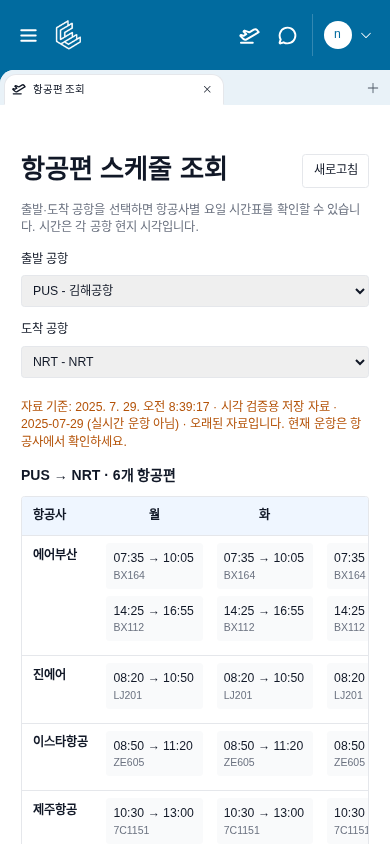 n
항공편 조회
항공편 스케줄 조회
새로고침
출발·도착 공항을 선택하면 항공사별 요일 시간표를 확인할 수 있습니
다. 시간은 각 공항 현지 시각입니다.
출발 공항
PUS - 김해공항
도착 공항
NRT - NRT
자료 기준: 2025. 7. 29. 오전 8:39:17 · 시각 검증용 저장 자료 ·
2025-07-29 (실시간 운항 아님) · 오래된 자료입니다. 현재 운항은 항
공사에서 확인하세요.
PUS → NRT · 6개 항공편
항공사 월 화
에어부산 07:35 → 10:05 07:35 → 10:05 07:35
BX164 BX164 BX164
14:25 → 16:55 14:25 → 16:55 14:25
BX112 BX112 BX112
진에어 08:20 → 10:50 08:20 → 10:50 08:20
LJ201 LJ201 LJ201
이스타항공 08:50 → 11:20 08:50 → 11:20 08:50
ZE605 ZE605 ZE605
제주항공 10:30 → 13:00 10:30 → 13:00 10:30
7C1151 7C1151 7C1151